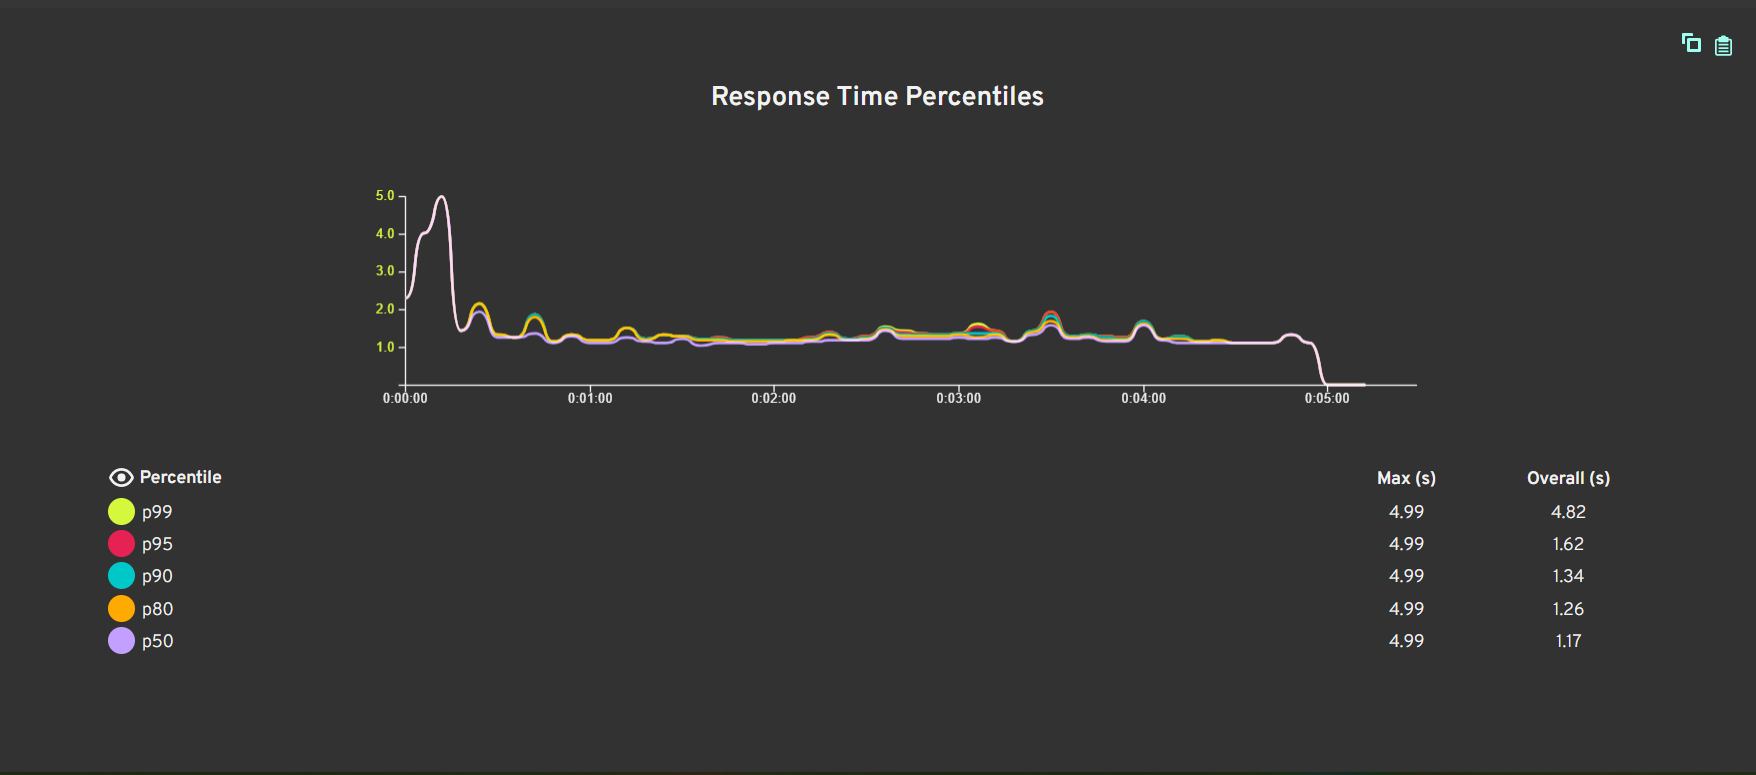 Response Time Percentiles
5.0
4.0
3.0
2.0
1.0
0:00:00 0:01:00 0:02:00 0:03:00 0:04:00 0:05:00
Percentile Max (s) Overall (s)
p99 4.99 4.82
p95 4.99 1.62
p90 4.99 1.34
p80 4.99 1.26
p50 4.99 1.17